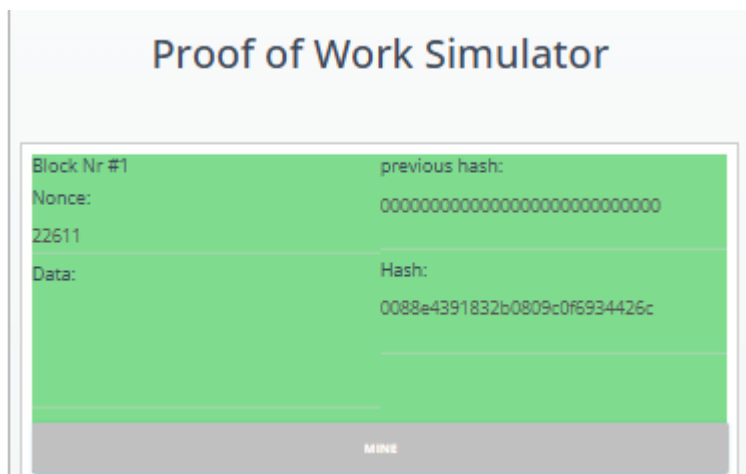 Proof of Work Simulator
Block Nr #1
Nonce:
22611
Data:
previous hash:
0000000000000000000000000000
Hash:
0088e4391832b0809c0f6934426c
MINE